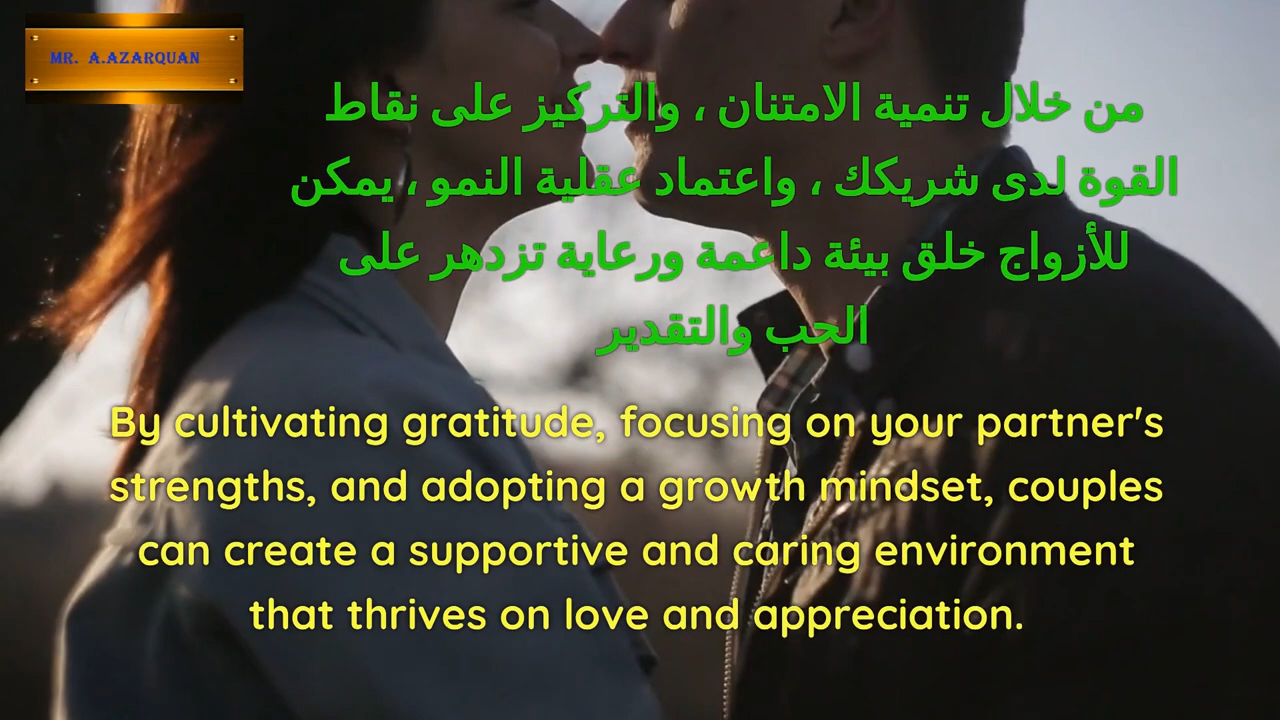 MR. A.AZARQUAN
من خلال تنمية الامتنان ، والتركيز على نقاط
القوة لدى شريكك ، واعتماد عقلية النمو ، يمكن
للأزواج خلق بيئة داعمة ورعاية تزدهر على
الحب والتقدير
By cultivating gratitude, focusing on your partner's
strengths, and adopting a growth mindset, couples
can create a supportive and caring environment
that thrives on love and appreciation.